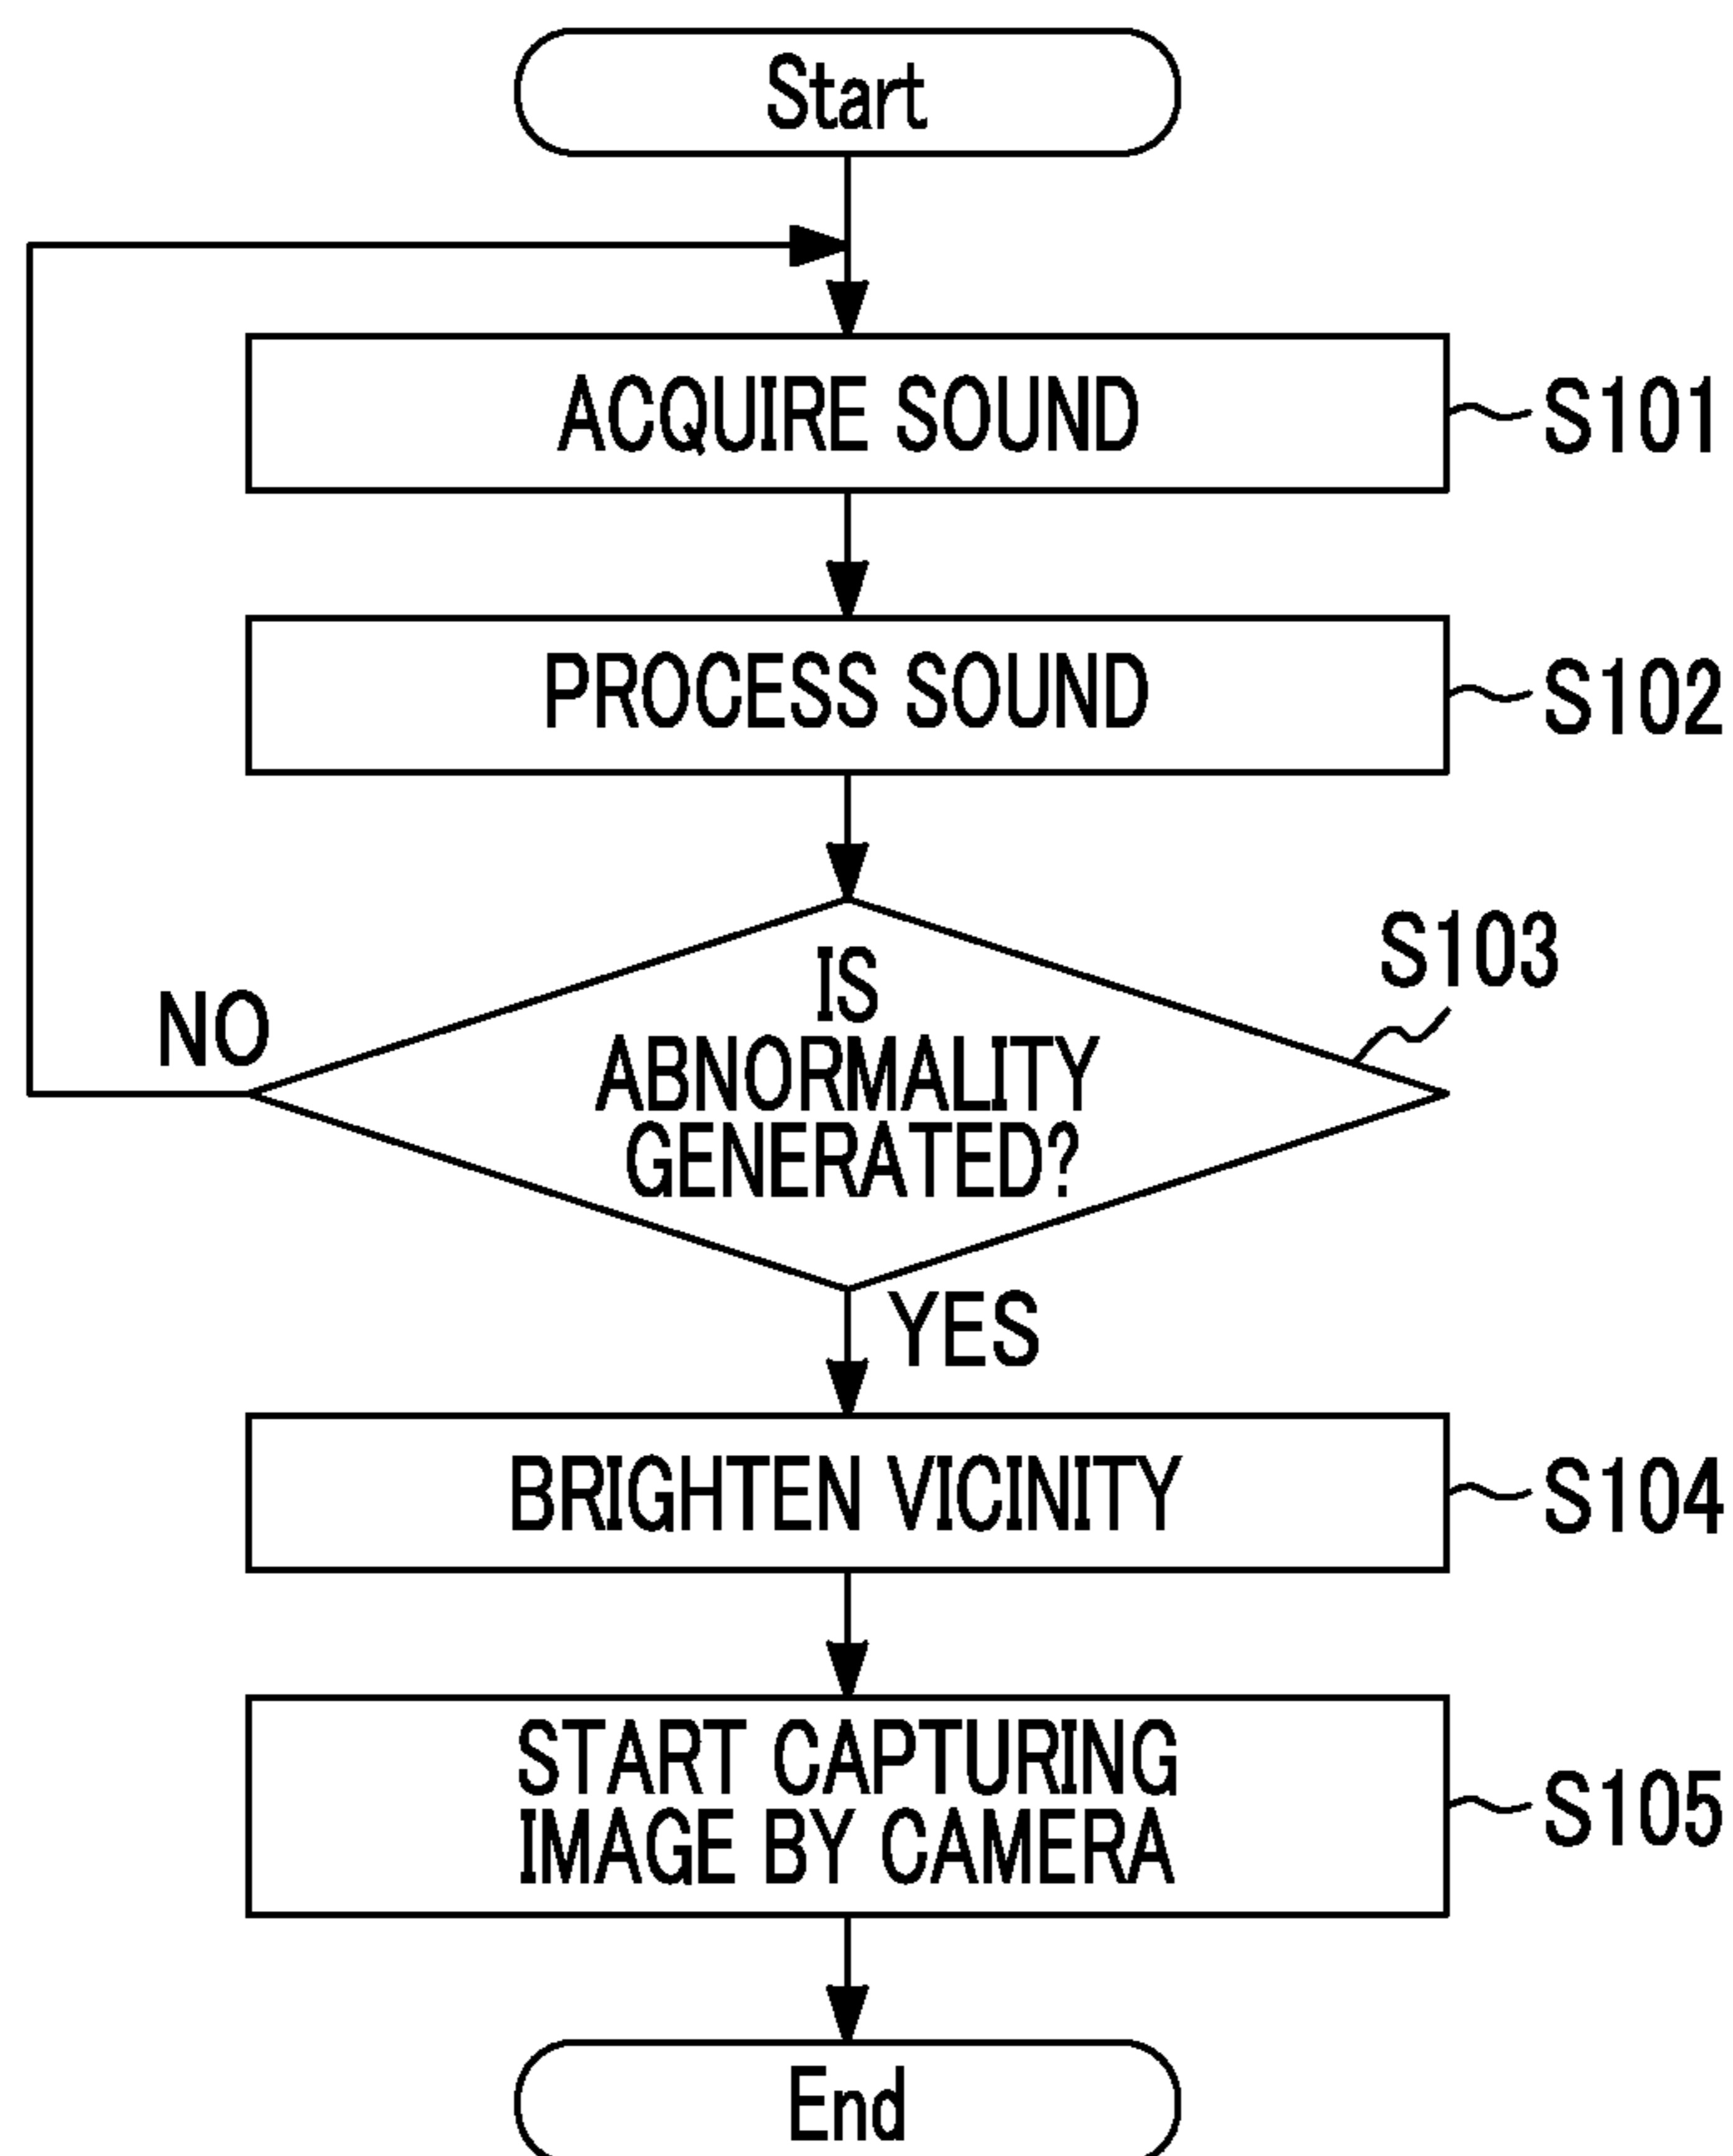 Start
ACQUIRE SOUND
S101
PROCESS SOUND
S102
IS
ABNORMALITY
GENERATED?
S103
NO
YES
BRIGHTEN VICINITY
S104
START CAPTURING
IMAGE BY CAMERA
S105
End